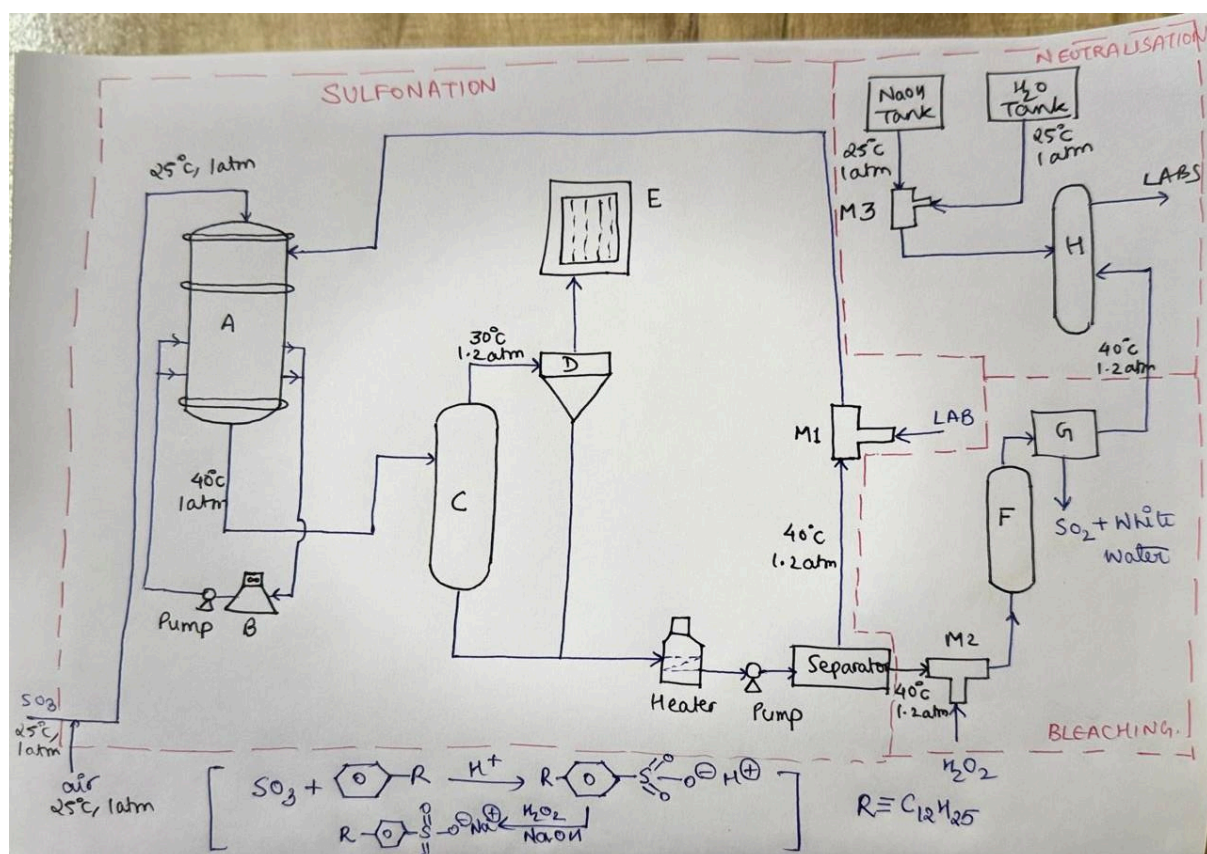 SULFONATION
NEUTRALISATION
NaOH
Tank
H2O
Tank
25°C
1atm
25°C
1atm
25°C, 1atm
M3
LABS
E
H
A
30°C
1.2atm
D
40°C
1.2atm
M1
LAB
G
40°C
1atm
C
F
SO2 + White
water
40°C
1.2atm
Pump
B
M2
Separator
Heater
Pump
40°C
1.2atm
SO3
25°C,
1atm
BLEACHING.
H2O2
air
25°C, 1atm
SO3 + R H+ R S O O O⊖ H⊕
R≡C12H25
R S O O O⊖Na⊕ H2O2
NaOH